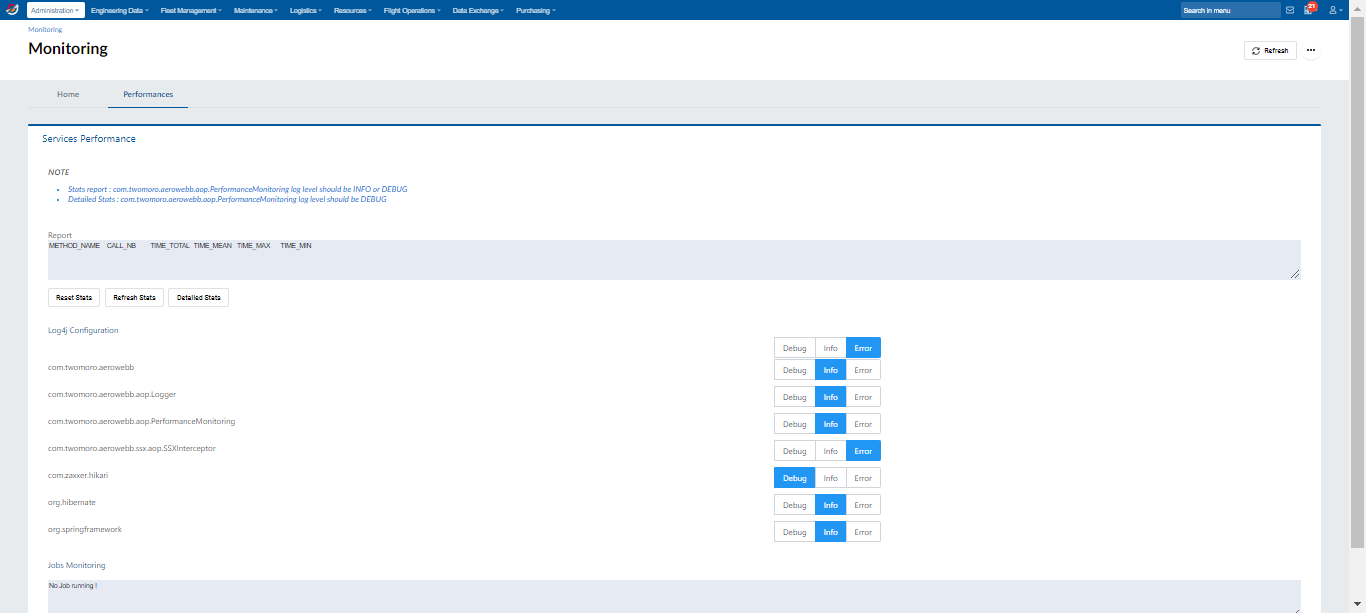 Administration Engineering Data Fleet Management Maintenance Logistics Resources Flight Operations Data Exchange Purchasing Search in menu 21
Monitoring
Monitoring
Refresh
Home Performances
Services Performance
NOTE
• Stats report : com.twomoro.aerowebb.aop.PerformanceMonitoring log level should be INFO or DEBUG
• Detailed Stats : com.twomoro.aerowebb.aop.PerformanceMonitoring log level should be DEBUG
Report
METHOD_NAME CALL_NB TIME_TOTAL TIME_MEAN TIME_MAX TIME_MIN
Reset Stats Refresh Stats Detailed Stats
Log4j Configuration
Debug Info Error
com.twomoro.aerowebb Debug Info Error
com.twomoro.aerowebb.aop.Logger Debug Info Error
com.twomoro.aerowebb.aop.PerformanceMonitoring Debug Info Error
com.twomoro.aerowebb.ssx.aop.SSXInterceptor Debug Info Error
com.zaxxer.hikari Debug Info Error
org.hibernate Debug Info Error
org.springframework Debug Info Error
Jobs Monitoring
No Job running !